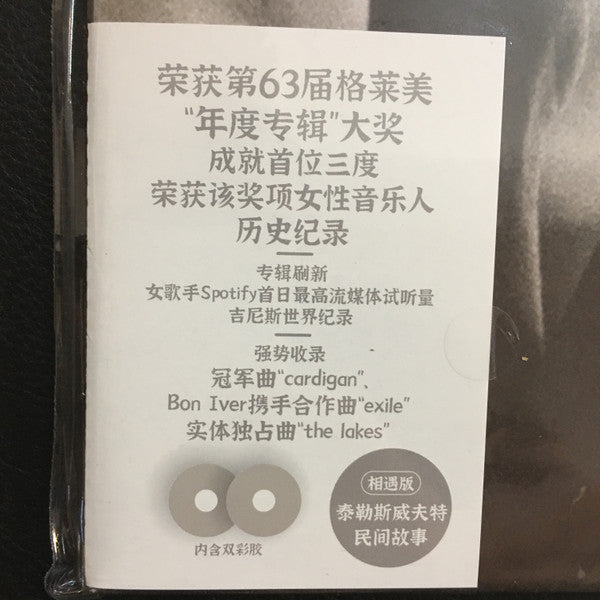 荣获第63届格莱美
“年度专辑”大奖
成就首位三度
荣获该奖项女性音乐人
历史纪录
专辑刷新
女歌手Spotify首日最高流媒体试听量
吉尼斯世界纪录
强势收录
冠军曲“cardigan”、
Bon Iver携手合作曲“exile”
实体独占曲“the lakes”
内含双彩胶
相遇版
泰勒斯威夫特
民间故事